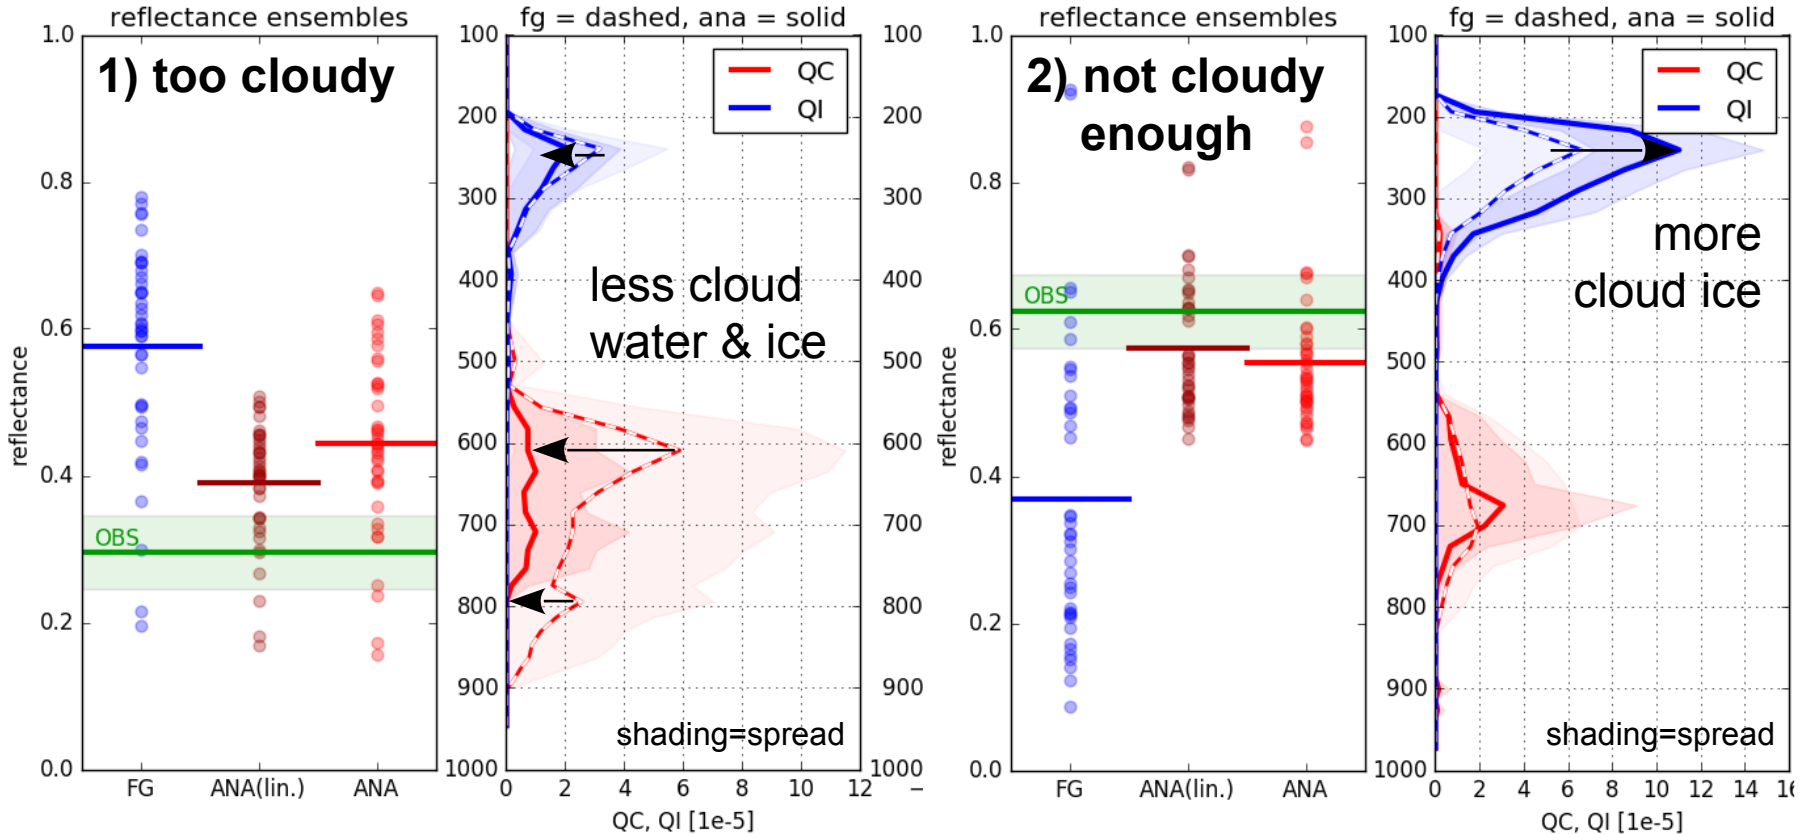 reflectance ensembles
1) too cloudy
reflectance
1.0
0.8
0.6
0.4
0.2
0.0
OBS
FG
ANA(lin.)
ANA
fg = dashed, ana = solid
QC
QI
100
200
300
400
500
600
700
800
900
1000
less cloud
water & ice
shading=spread
0
2
4
6
8
10
12
QC, QI [1e-5]
100
200
300
400
500
600
700
800
900
1000
reflectance ensembles
2) not cloudy
enough
reflectance
1.0
0.8
0.6
0.4
0.2
0.0
OBS
FG
ANA(lin.)
ANA
fg = dashed, ana = solid
QC
QI
100
200
300
400
500
600
700
800
900
1000
more
cloud ice
shading=spread
0
2
4
6
8
10
12
14
16
QC, QI [1e-5]